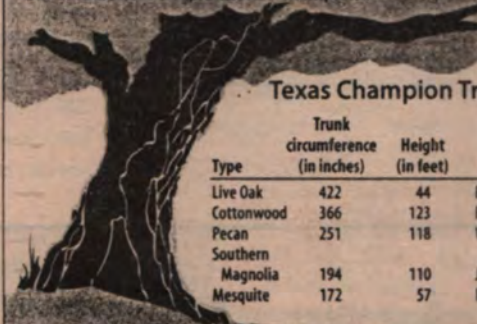 Texas Champion
Trunk
circumference Height
Type (in inches) (in feet)
Live Oak 422 44
Cottonwood 366 123
Pecan 251 118
Southern
Magnolia 194 110
Mesquite 172 57